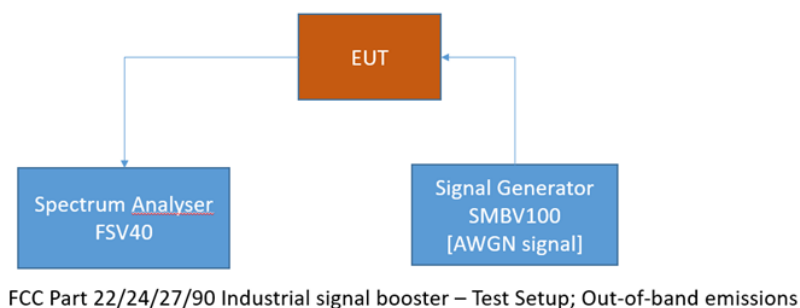 EUT
Spectrum Analyser
FSV40
Signal Generator
SMBV100
[AWGN signal]
FCC Part 22/24/27/90 Industrial signal booster – Test Setup; Out-of-band emissions